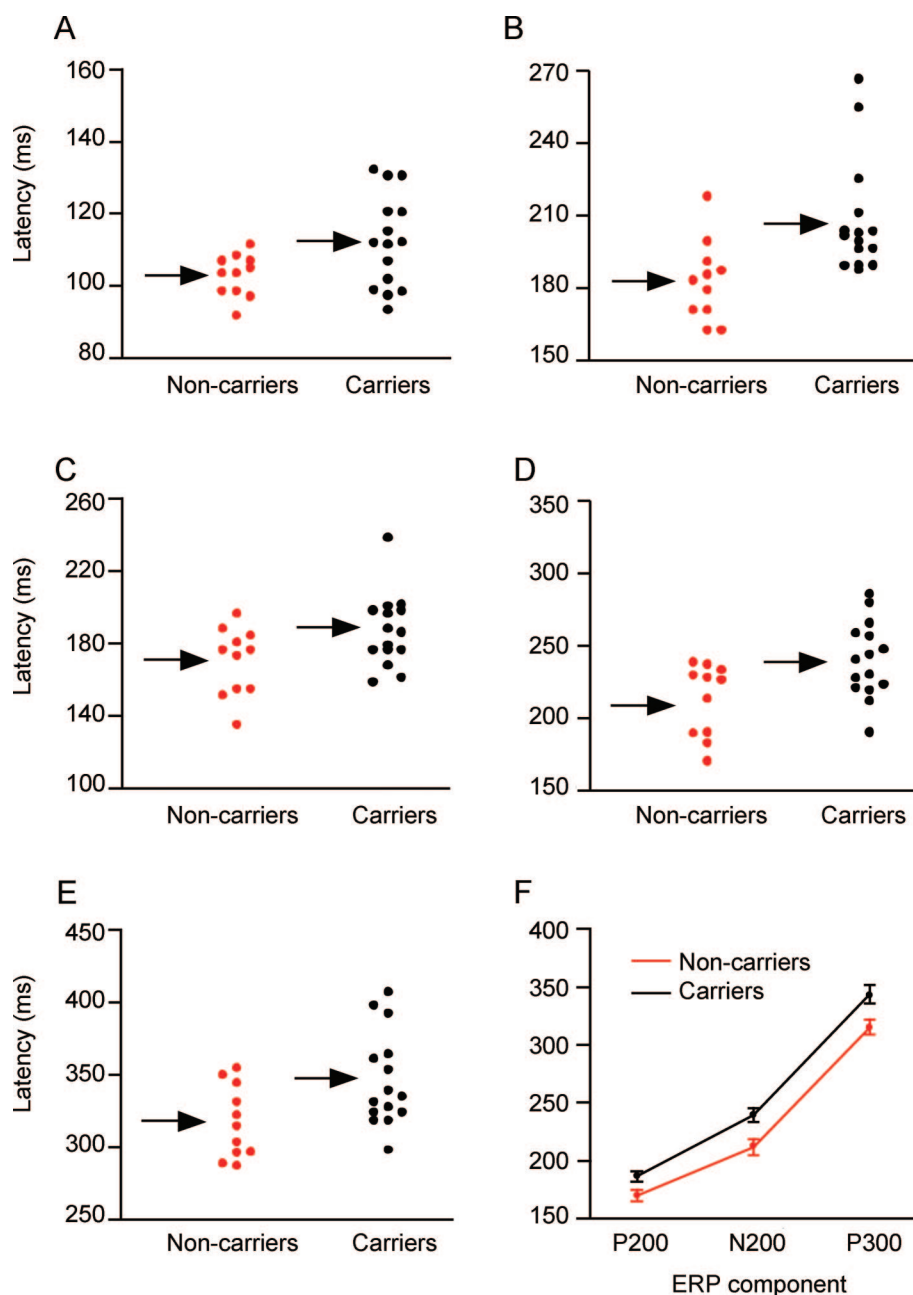 A
160
140
120
100
80
Latency (ms)
Non-carriers Carriers
B
270
240
210
180
150
Non-carriers Carriers
C
260
220
180
140
100
Latency (ms)
Non-carriers Carriers
D
350
300
250
200
150
Non-carriers Carriers
E
450
400
350
300
250
Latency (ms)
Non-carriers Carriers
F
400
350
300
250
200
150
Non-carriers
Carriers
P200 N200 P300
ERP component